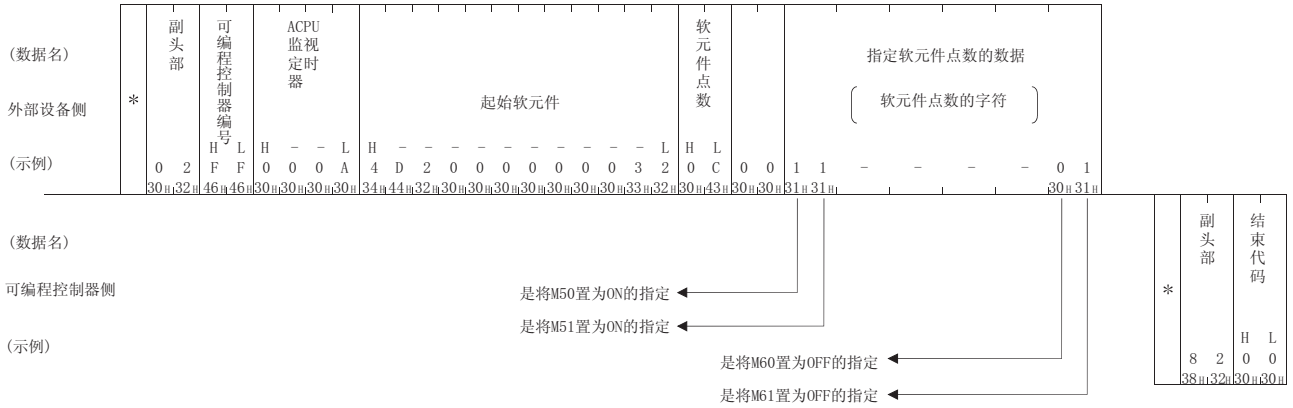 (数据名)
外部设备侧
(示例)
*
副头部
可编程控制器编号
ACPU
监视
定时
器
起始软元件
软元件点数
指定软元件点数的数据
软元件点数的字符
H L H - - L H - - - - - - - - - - L H L
0 2 F F 0 0 0 A 4 D 2 0 0 0 0 0 0 0 3 2 0 C 0 0 1 1 - - - - 0 1
30H 32H 46H 46H 30H 30H 30H 30H 34H 44H 32H 30H 30H 30H 30H 30H 30H 30H 33H 32H 30H 43H 30H 30H 31H 31H 30H 31H
(数据名)
可编程控制器侧
(示例)
是将M50置为ON的指定
是将M51置为ON的指定
是将M60置为OFF的指定
是将M61置为OFF的指定
*
副头部
结束代码
H L
8 2 0 0
38H 32H 30H 30H